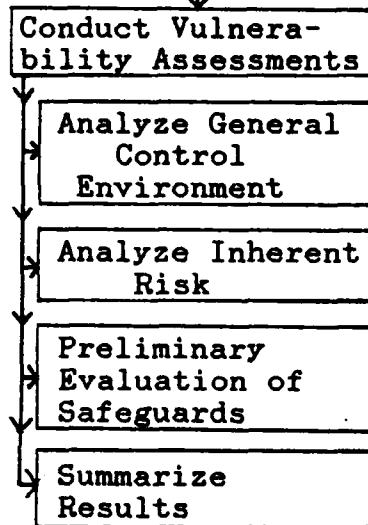 Conduct Vulnera-
bility Assessments
Analyze General
Control
Environment
Analyze Inherent
Risk
Preliminary
Evaluation of
Safeguards
Summarize
Results